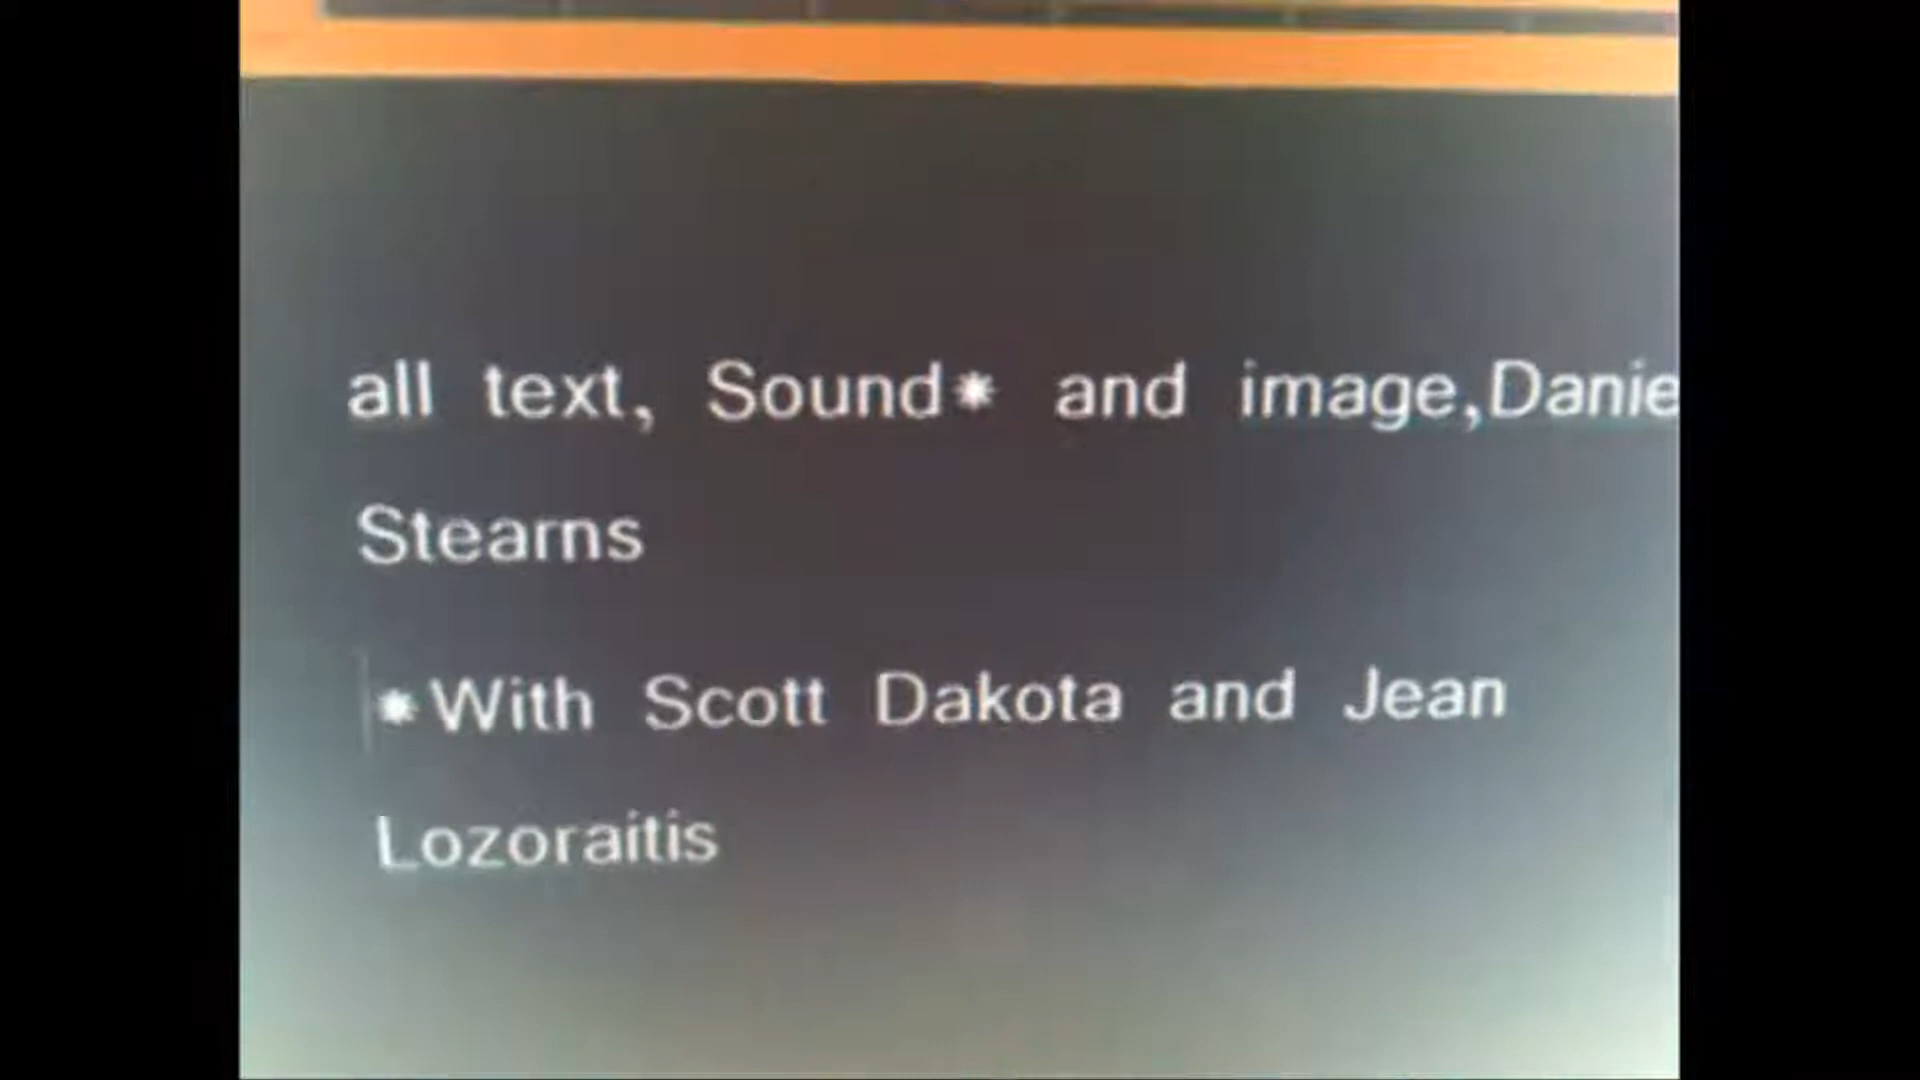 all text, Sound* and image,Danie
Stearns
*With Scott Dakota and Jean
Lozoraitis